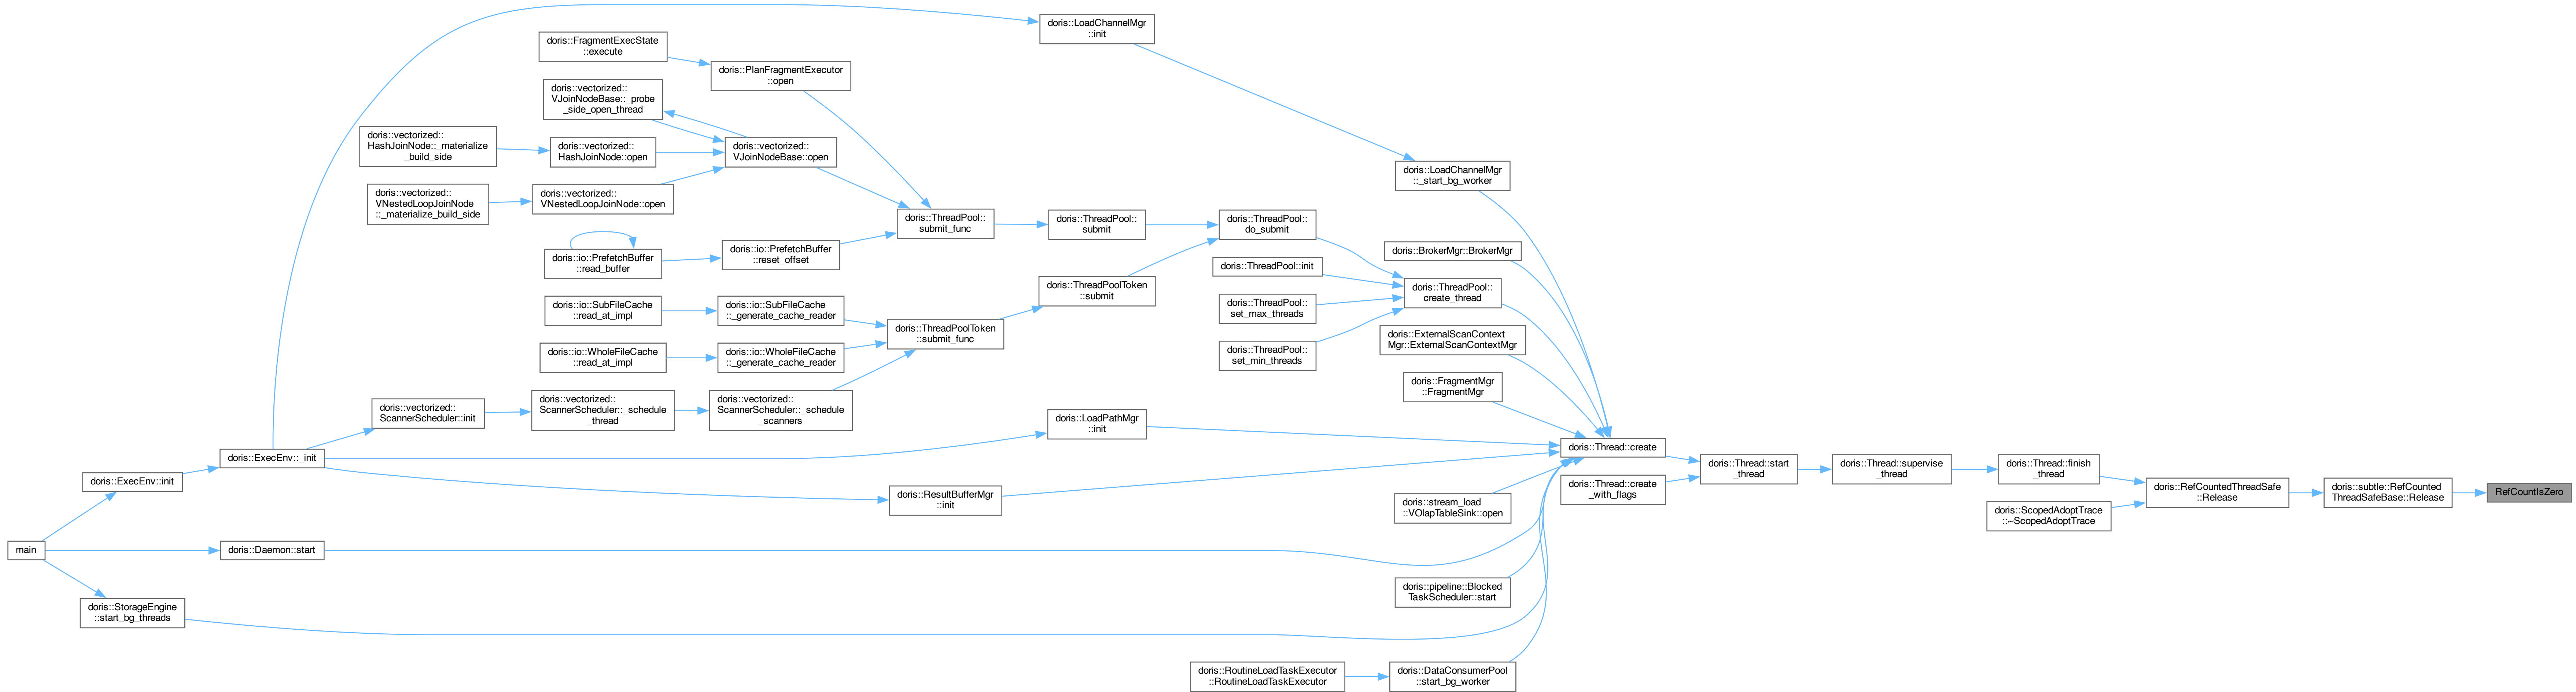 doris::LoadChannelMgr
::init
doris::FragmentExecState
::execute
doris::PlanFragmentExecutor
::open
doris::vectorized::
VJoinNodeBase::_probe
_side_open_thread
doris::vectorized::
HashJoinNode::_materialize
_build_side
doris::vectorized::
HashJoinNode::open
doris::vectorized::
VJoinNodeBase::open
doris::LoadChannelMgr
::_start_bg_worker
doris::vectorized::
VNestedLoopJoinNode
::_materialize_build_side
doris::vectorized::
VNestedLoopJoinNode::open
doris::ThreadPool::
submit_func
doris::ThreadPool::
submit
doris::ThreadPool::
do_submit
doris::io::PrefetchBuffer
::read_buffer
doris::io::PrefetchBuffer
::reset_offset
doris::BrokerMgr::BrokerMgr
doris::ThreadPool::init
doris::ThreadPoolToken
::submit
doris::ThreadPool::
create_thread
doris::io::SubFileCache
::read_at_impl
doris::io::SubFileCache
::_generate_cache_reader
doris::ThreadPool::
set_max_threads
doris::ThreadPoolToken
::submit_func
doris::ExternalScanContext
Mgr::ExternalScanContextMgr
doris::io::WholeFileCache
::read_at_impl
doris::io::WholeFileCache
::_generate_cache_reader
doris::ThreadPool::
set_min_threads
doris::FragmentMgr
::FragmentMgr
doris::vectorized::
ScannerScheduler::init
doris::vectorized::
ScannerScheduler::_schedule
_thread
doris::vectorized::
ScannerScheduler::_schedule
_scanners
doris::LoadPathMgr
::init
doris::Thread::create
doris::ExecEnv::_init
doris::ExecEnv::init
doris::Thread::start
_thread
doris::Thread::supervise
_thread
doris::Thread::finish
_thread
doris::Thread::create
_with_flags
doris::RefCountedThreadSafe
::Release
doris::subtle::RefCounted
ThreadSafeBase::Release
RefCountIsZero
doris::ResultBufferMgr
::init
doris::stream_load
::VOlapTableSink::open
doris::ScopedAdoptTrace
::~ScopedAdoptTrace
main
doris::Daemon::start
doris::pipeline::Blocked
TaskScheduler::start
doris::StorageEngine
::start_bg_threads
doris::RoutineLoadTaskExecutor
::RoutineLoadTaskExecutor
doris::DataConsumerPool
::start_bg_worker